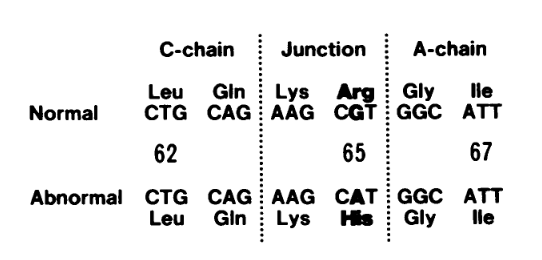 C-chain Junction A-chain
Leu Gln Lys Arg Gly Ile
Normal CTG CAG AAG CGT GGC ATT
62 65 67
Abnormal CTG CAG AAG CAT GGC ATT
Leu Gln Lys His Gly Ile